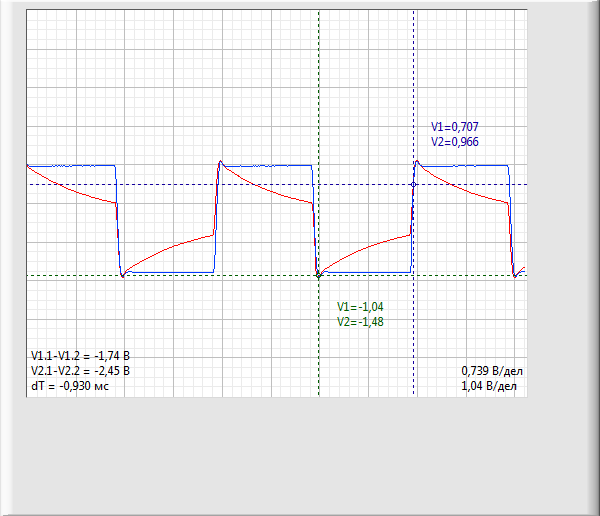 V1=0,707
V2=0,966
V1=-1,04
V2=-1,48
V1.1-V1.2 = -1,74 В
V2.1-V2.2 = -2,45 В
0,739 В/дел
dT = -0,930 мс
1,04 В/дел